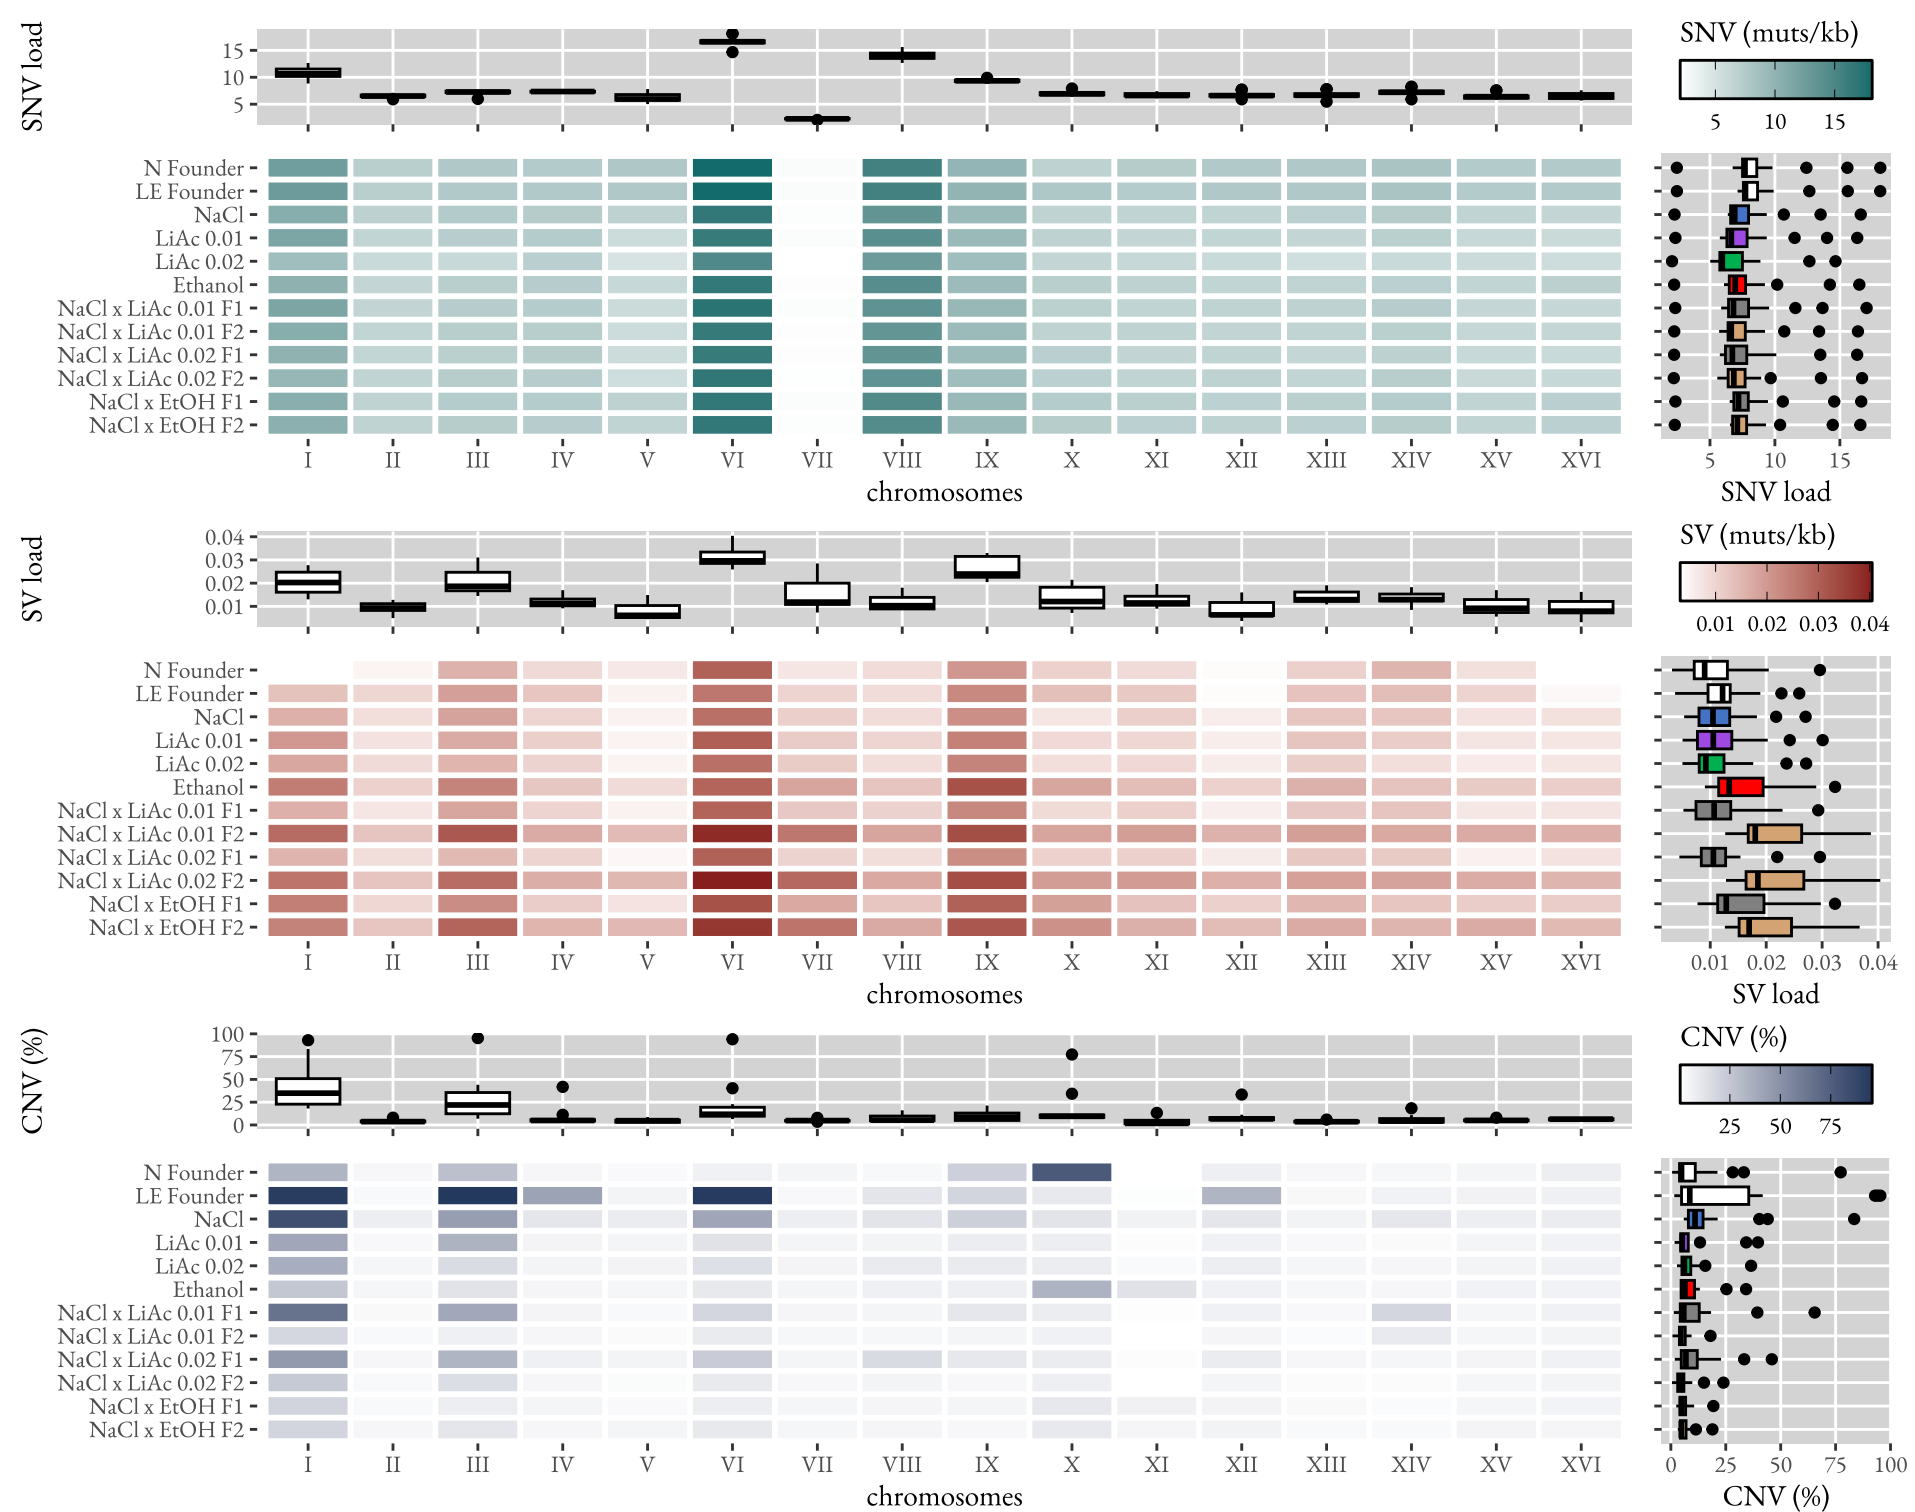 SNV load
15
10
5
SNV (muts/kb)
5 10 15
N Founder
LE Founder
NaCl
LiAc 0.01
LiAc 0.02
Ethanol
NaCl x LiAc 0.01 F1
NaCl x LiAc 0.01 F2
NaCl x LiAc 0.02 F1
NaCl x LiAc 0.02 F2
NaCl x EtOH F1
NaCl x EtOH F2
I II III IV V VI VII VIII IX X XI XII XIII XIV XV XVI
chromosomes
5 10 15
SNV load
SV load
0.04
0.03
0.02
0.01
SV (muts/kb)
0.01 0.02 0.03 0.04
N Founder
LE Founder
NaCl
LiAc 0.01
LiAc 0.02
Ethanol
NaCl x LiAc 0.01 F1
NaCl x LiAc 0.01 F2
NaCl x LiAc 0.02 F1
NaCl x LiAc 0.02 F2
NaCl x EtOH F1
NaCl x EtOH F2
I II III IV V VI VII VIII IX X XI XII XIII XIV XV XVI
chromosomes
0.01 0.02 0.03 0.04
SV load
CNV (%)
100
75
50
25
0
CNV (%)
25 50 75
N Founder
LE Founder
NaCl
LiAc 0.01
LiAc 0.02
Ethanol
NaCl x LiAc 0.01 F1
NaCl x LiAc 0.01 F2
NaCl x LiAc 0.02 F1
NaCl x LiAc 0.02 F2
NaCl x EtOH F1
NaCl x EtOH F2
I II III IV V VI VII VIII IX X XI XII XIII XIV XV XVI
chromosomes
0 25 50 75 100
CNV (%)